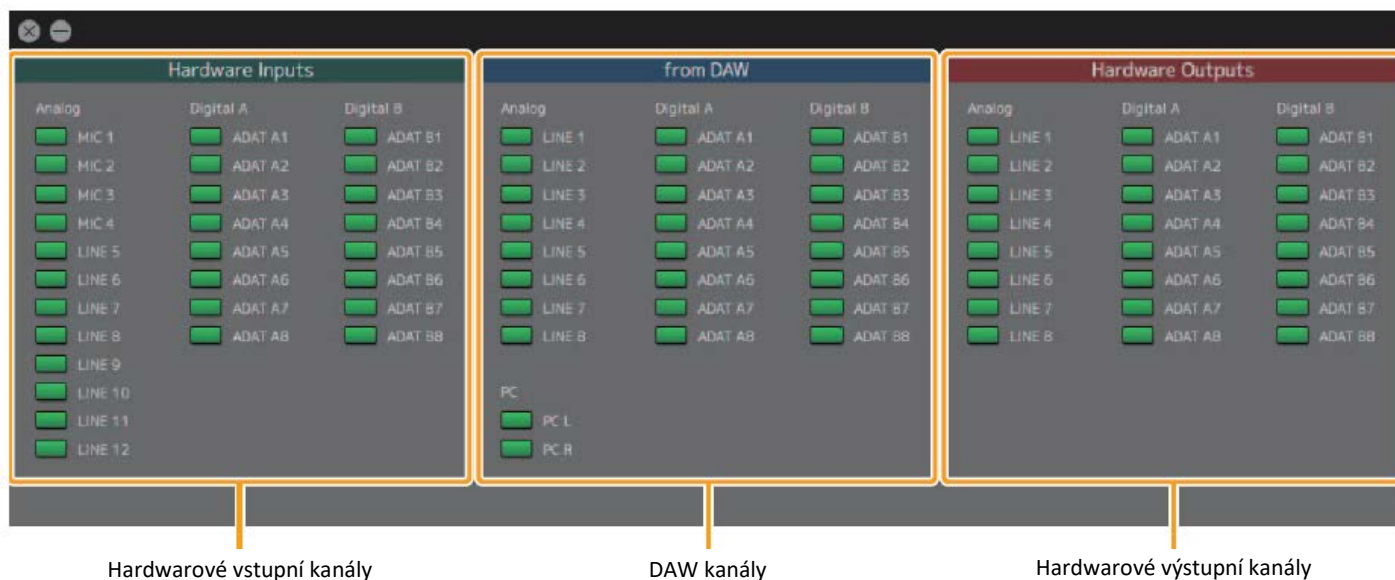 Hardware Inputs
Analog
Digital A
Digital B
MIC 1
ADAT A1
ADAT B1
MIC 2
ADAT A2
ADAT B2
MIC 3
ADAT A3
ADAT B3
MIC 4
ADAT A4
ADAT B4
LINE 5
ADAT A5
ADAT B5
LINE 6
ADAT A6
ADAT B6
LINE 7
ADAT A7
ADAT B7
LINE 8
ADAT A8
ADAT B8
LINE 9
LINE 10
LINE 11
LINE 12
from DAW
Analog
Digital A
Digital B
LINE 1
ADAT A1
ADAT B1
LINE 2
ADAT A2
ADAT B2
LINE 3
ADAT A3
ADAT B3
LINE 4
ADAT A4
ADAT B4
LINE 5
ADAT A5
ADAT B5
LINE 6
ADAT A6
ADAT B6
LINE 7
ADAT A7
ADAT B7
LINE 8
ADAT A8
ADAT B8
PC
PC L
PC R
Hardware Outputs
Analog
Digital A
Digital B
LINE 1
ADAT A1
ADAT B1
LINE 2
ADAT A2
ADAT B2
LINE 3
ADAT A3
ADAT B3
LINE 4
ADAT A4
ADAT B4
LINE 5
ADAT A5
ADAT B5
LINE 6
ADAT A6
ADAT B6
LINE 7
ADAT A7
ADAT B7
LINE 8
ADAT A8
ADAT B8
Hardwarové vstupní kanály
DAW kanály
Hardwarové výstupní kanály